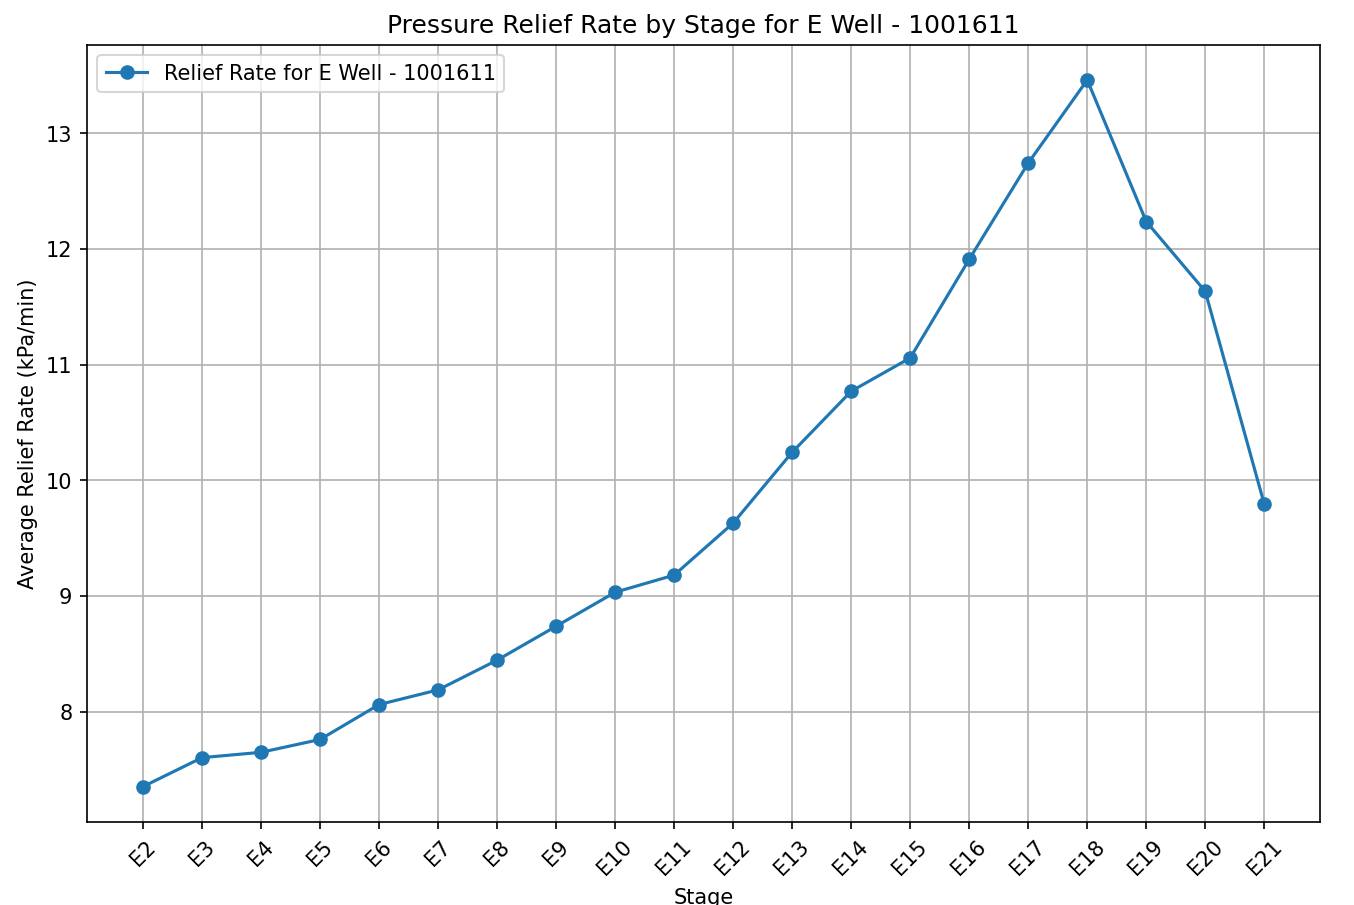 Pressure Relief Rate by Stage for E Well - 1001611
Relief Rate for E Well - 1001611
Average Relief Rate (kPa/min)
13
12
11
10
9
8
E2 E3 E4 E5 E6 E7 E8 E9 E10 E11 E12 E13 E14 E15 E16 E17 E18 E19 E20 E21
Stage